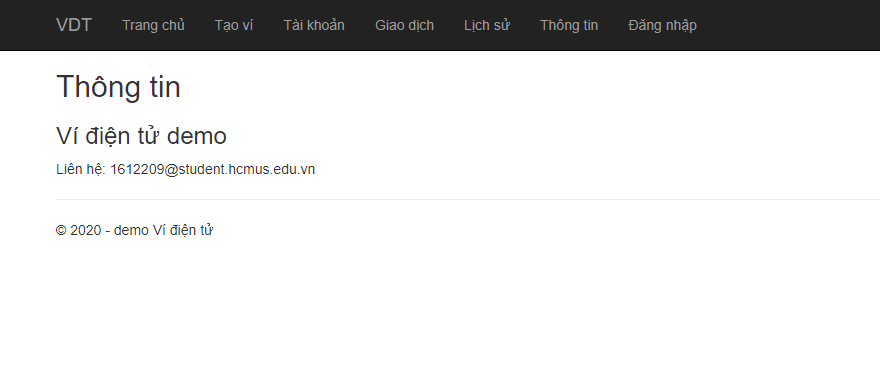 VDT Trang chủ Tạo ví Tài khoản Giao dịch Lịch sử Thông tin Đăng nhập
Thông tin
Ví điện tử demo
Liên hệ: 1612209@student.hcmus.edu.vn
© 2020 - demo Ví điện tử